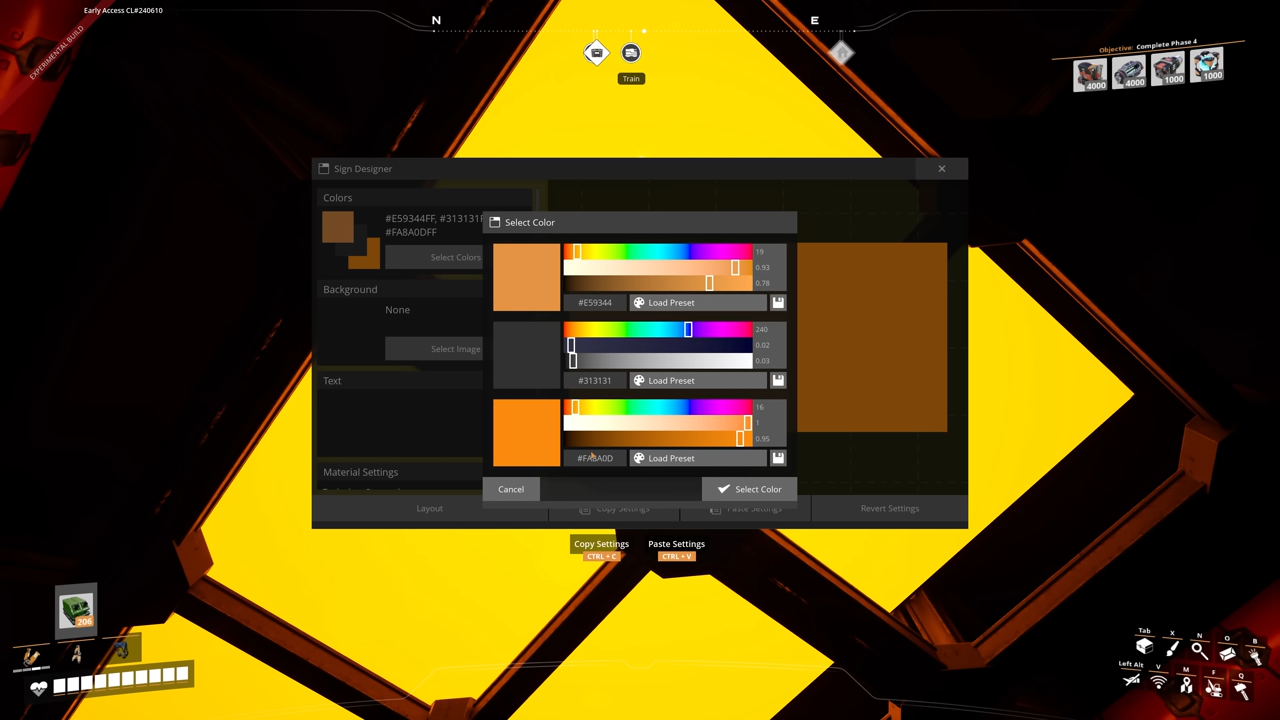 Early Access CL#240610
EXPERIMENTAL BUILD
N
E
Train
Objective: Complete Phase 4
4000
4000
1000
1000
Sign Designer
Colors
#E59344FF, #313131F
#FA8A0DFF
Select Colors
Background
None
Select Image
Text
Material Settings
Select Color
19
0.93
0.78
#E59344
Load Preset
240
0.02
0.03
#313131
Load Preset
16
1
0.95
#FA8A0D
Load Preset
Cancel
Select Color
Layout
Copy Settings
Paste Settings
Revert Settings
Copy Settings
CTRL + C
Paste Settings
CTRL + V
206
Tab
X
N
O
B
Left Alt
V
M
F
Q